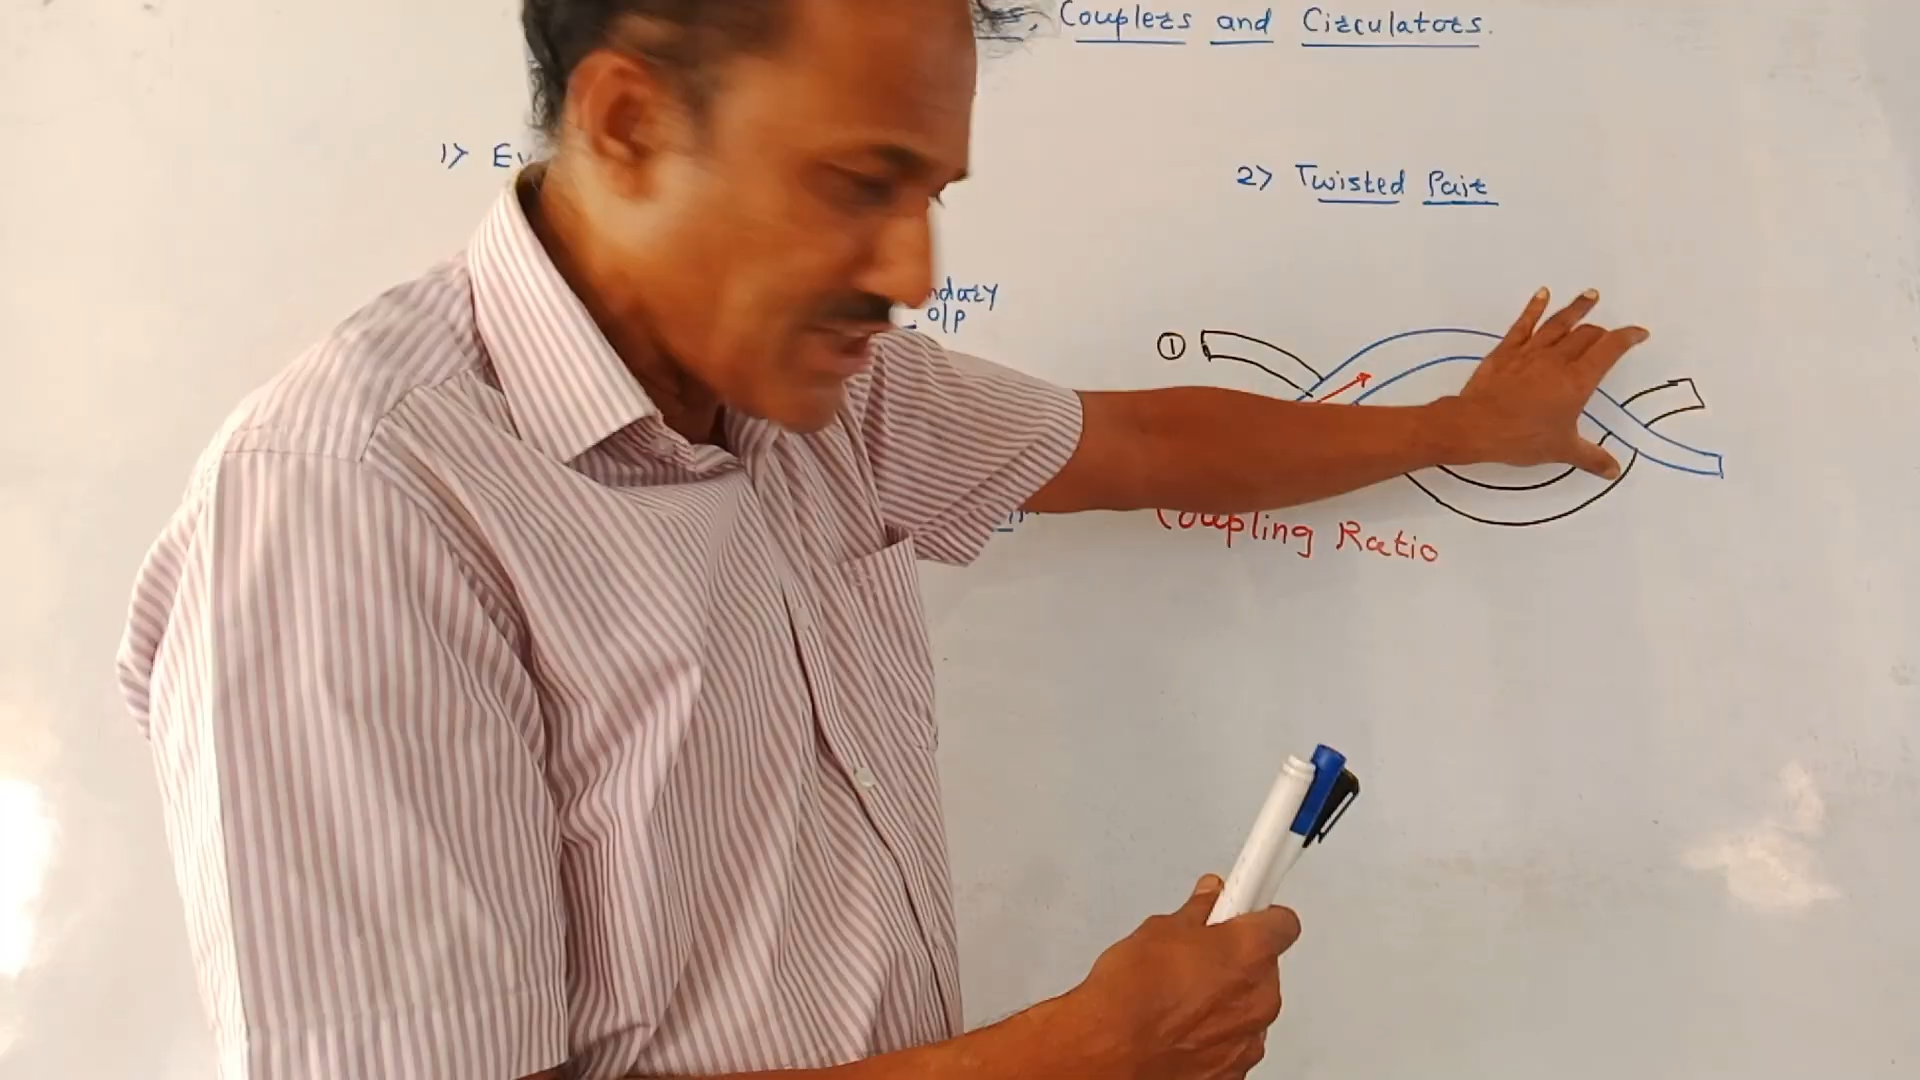 Couplers and Circulators.
1> Ev
2> Twisted Pair
ndary
o/p
①
Coupling Ratio